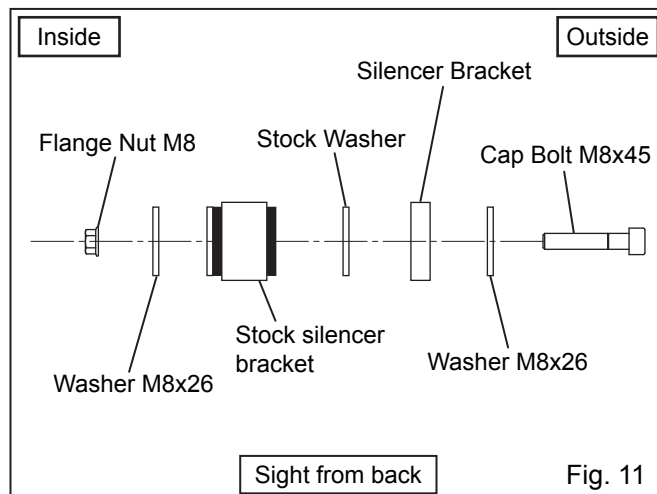 Inside
Outside
Silencer Bracket
Flange Nut M8
Stock Washer
Cap Bolt M8x45
Stock silencer
bracket
Washer M8x26
Washer M8x26
Sight from back
Fig. 11